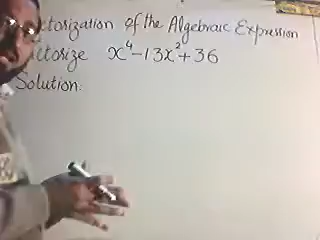 ctorization of the Algebraic Expression
ctorize x⁴-13x²+36
Solution: